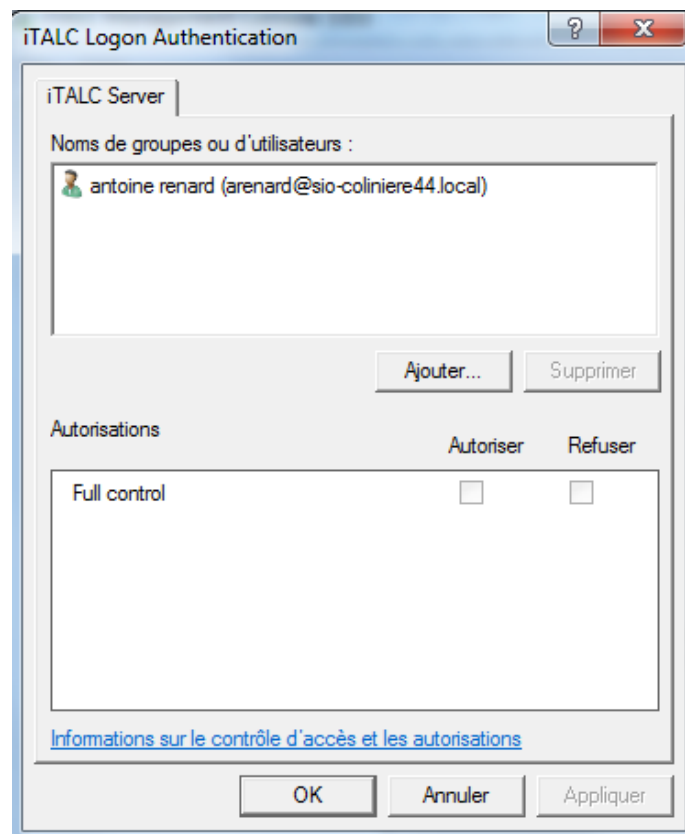 iTALC Logon Authentication
iTALC Server
Noms de groupes ou d'utilisateurs :
antoine renard (arenard@sio-coliniere44.local)
Ajouter... Supprimer
Autorisations Autoriser Refuser
Full control
Informations sur le contrôle d'accès et les autorisations
OK Annuler Appliquer